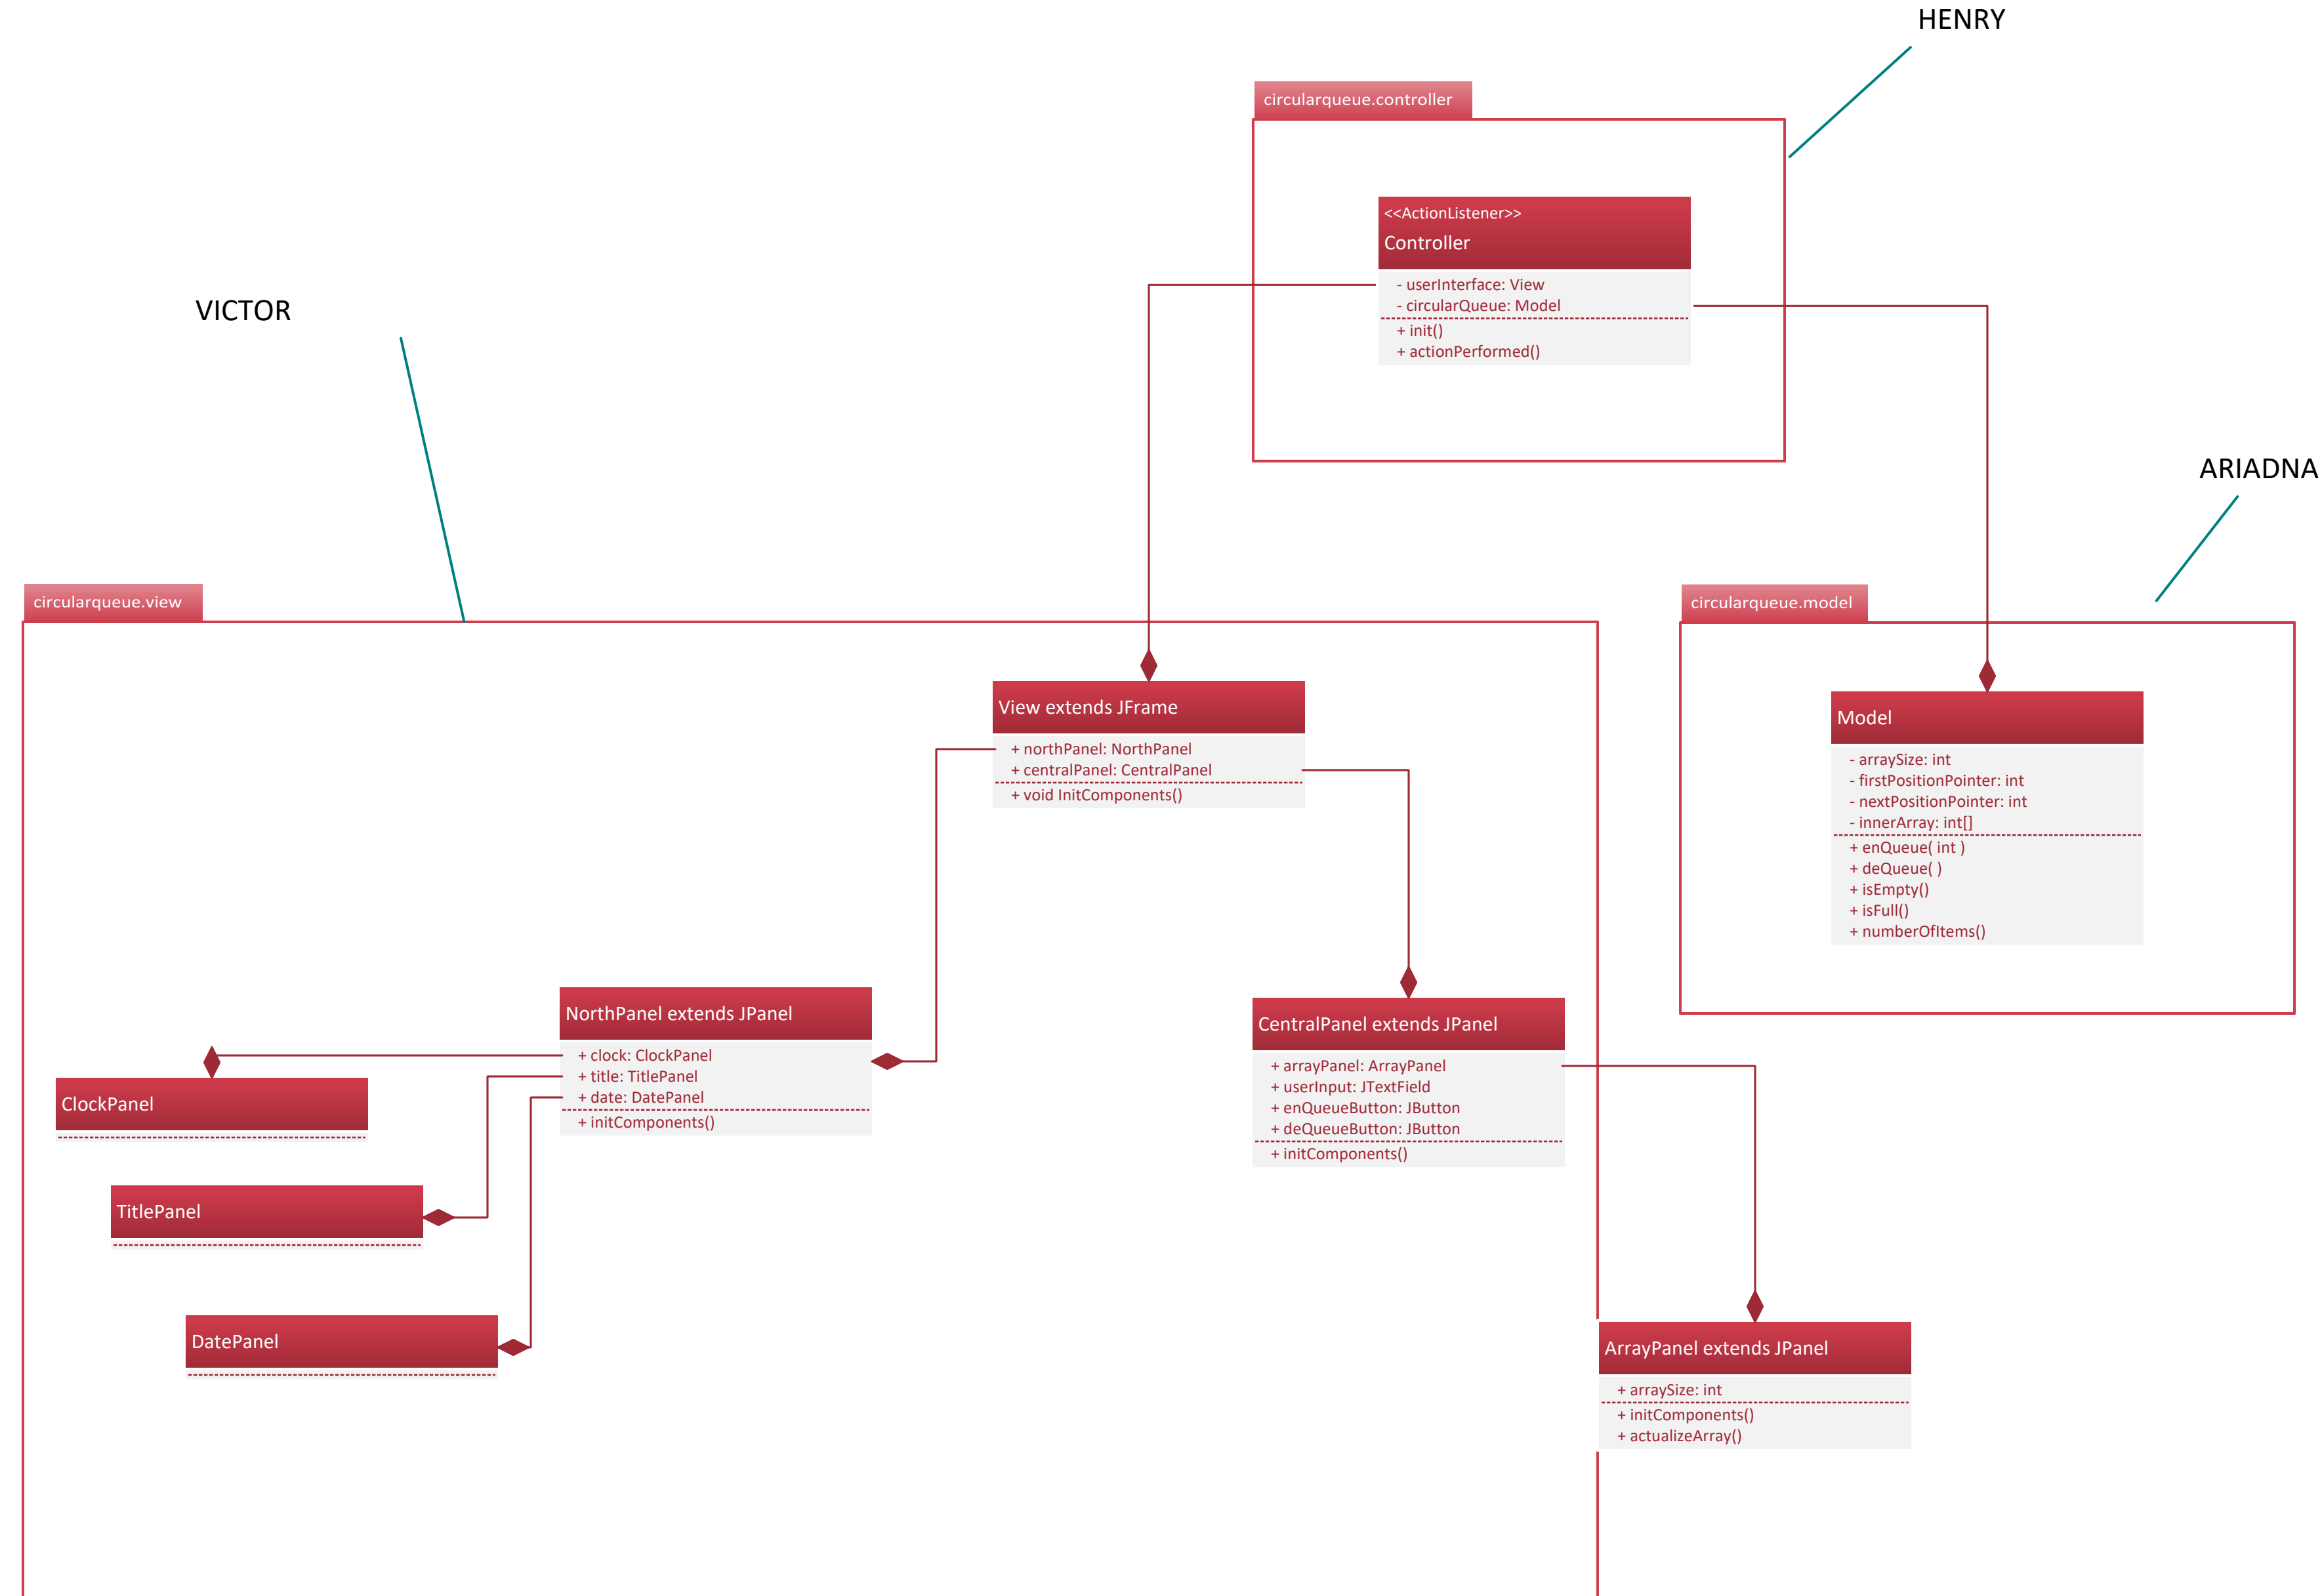 HENRY
circularqueue.controller
<<ActionListener>>
Controller
- userInterface: View
- circularQueue: Model
+ init()
+ actionPerformed()
VICTOR
ARIADNA
circularqueue.view
circularqueue.model
View extends JFrame
+ northPanel: NorthPanel
+ centralPanel: CentralPanel
+ void InitComponents()
Model
- arraySize: int
- firstPositionPointer: int
- nextPositionPointer: int
- innerArray: int[]
+ enQueue( int )
+ deQueue( )
+ isEmpty()
+ isFull()
+ numberOfItems()
NorthPanel extends JPanel
+ clock: ClockPanel
+ title: TitlePanel
+ date: DatePanel
+ initComponents()
CentralPanel extends JPanel
+ arrayPanel: ArrayPanel
+ userInput: JTextField
+ enQueueButton: JButton
+ deQueueButton: JButton
+ initComponents()
ClockPanel
TitlePanel
DatePanel
ArrayPanel extends JPanel
+ arraySize: int
+ initComponents()
+ actualizeArray()